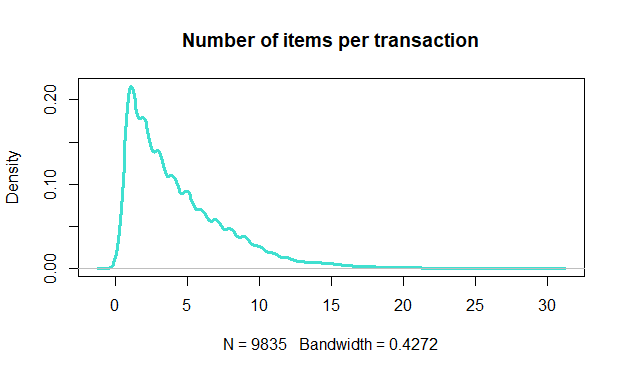 Number of items per transaction
Density
0.20
0.10
0.00
0 5 10 15 20 25 30
N = 9835 Bandwidth = 0.4272